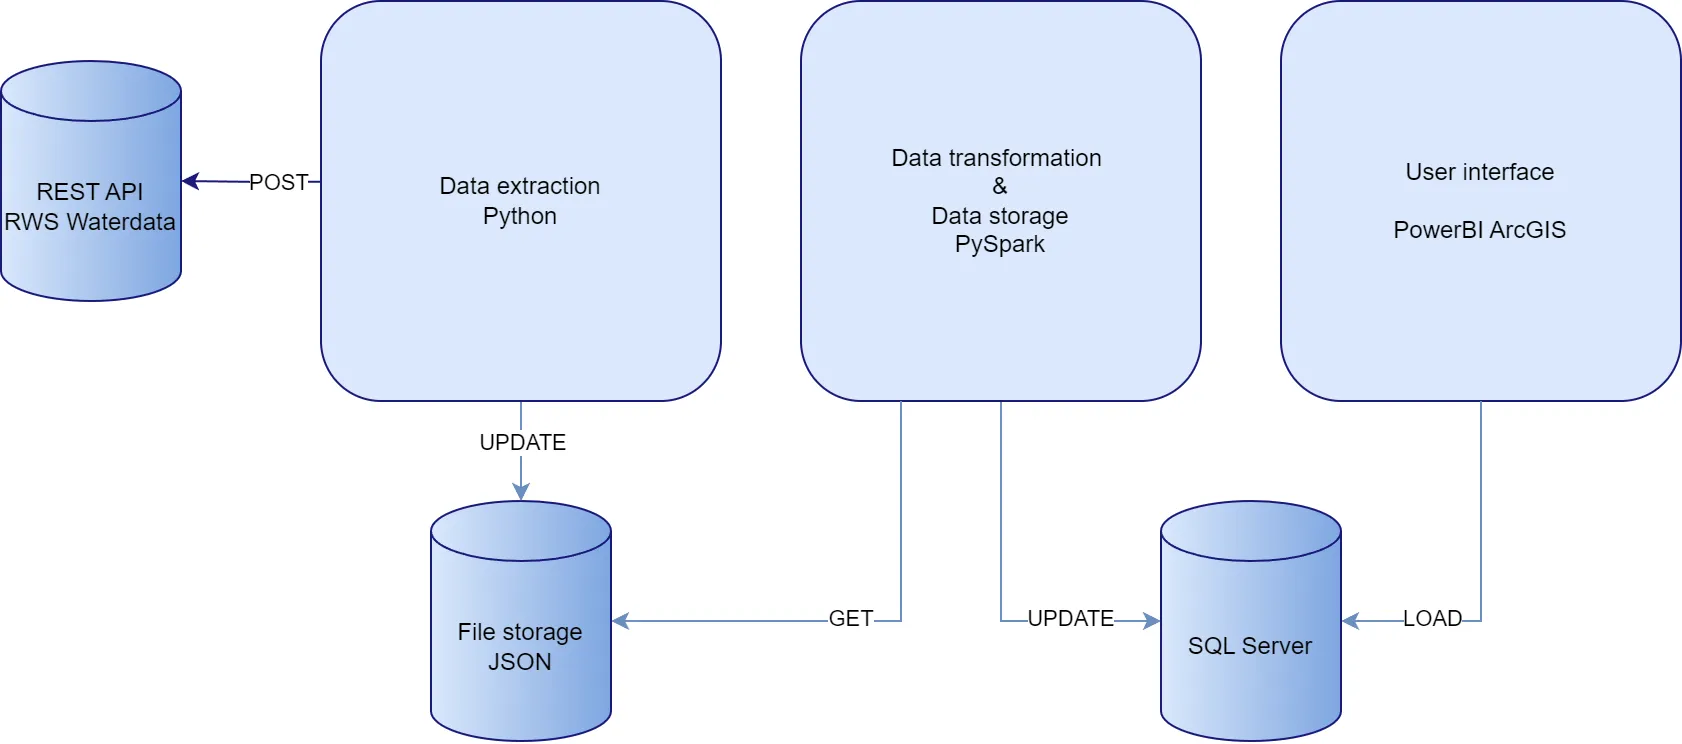 REST API
RWS Waterdata
POST
Data extraction
Python
Data transformation
&
Data storage
PySpark
User interface
PowerBI ArcGIS
UPDATE
File storage
JSON
GET
UPDATE
SQL Server
LOAD